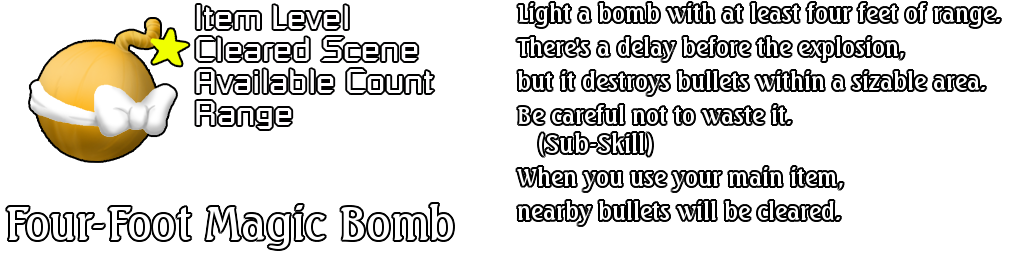 Item Level
Cleared Scene
Available Count
Range
Four-Foot Magic Bomb
Light a bomb with at least four feet of range.
There's a delay before the explosion,
but it destroys bullets within a sizable area.
Be careful not to waste it.
(Sub-Skill)
When you use your main item,
nearby bullets will be cleared.